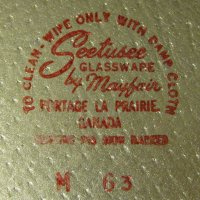 TO CLEAN - WIPE ONLY WITH DAMP CLOTH
Seetusee
GLASSWARE
by Mayfair
PORTAGE LA PRAIRIE.
CANADA
M 63